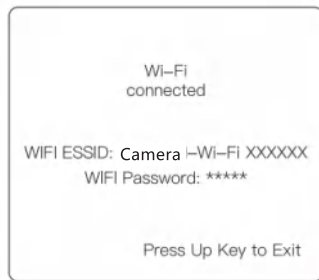 Wi-Fi
connected
WIFI ESSID: Camera -Wi-Fi XXXXXX
WIFI Password: *****
Press Up Key to Exit